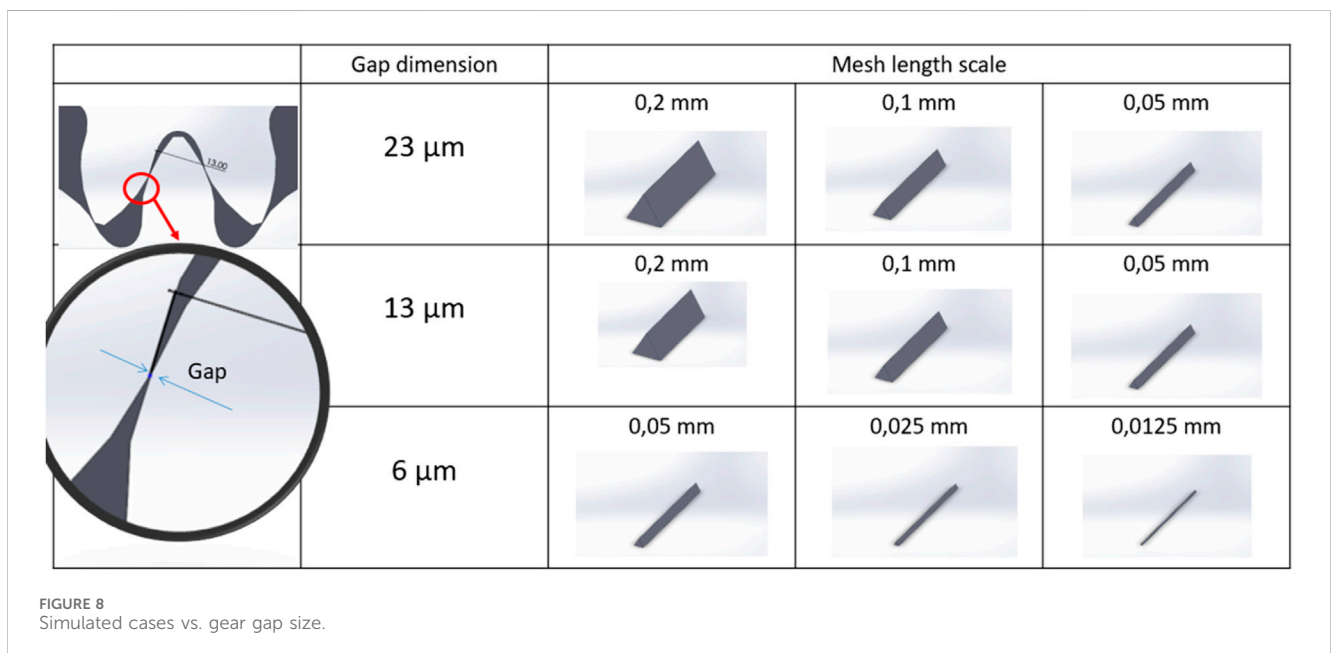 Gap dimension
Mesh length scale
13.00
Gap
23 μm
0,2 mm
0,1 mm
0,05 mm
13 μm
0,2 mm
0,1 mm
0,05 mm
6 μm
0,05 mm
0,025 mm
0,0125 mm
FIGURE 8
Simulated cases vs. gear gap size.